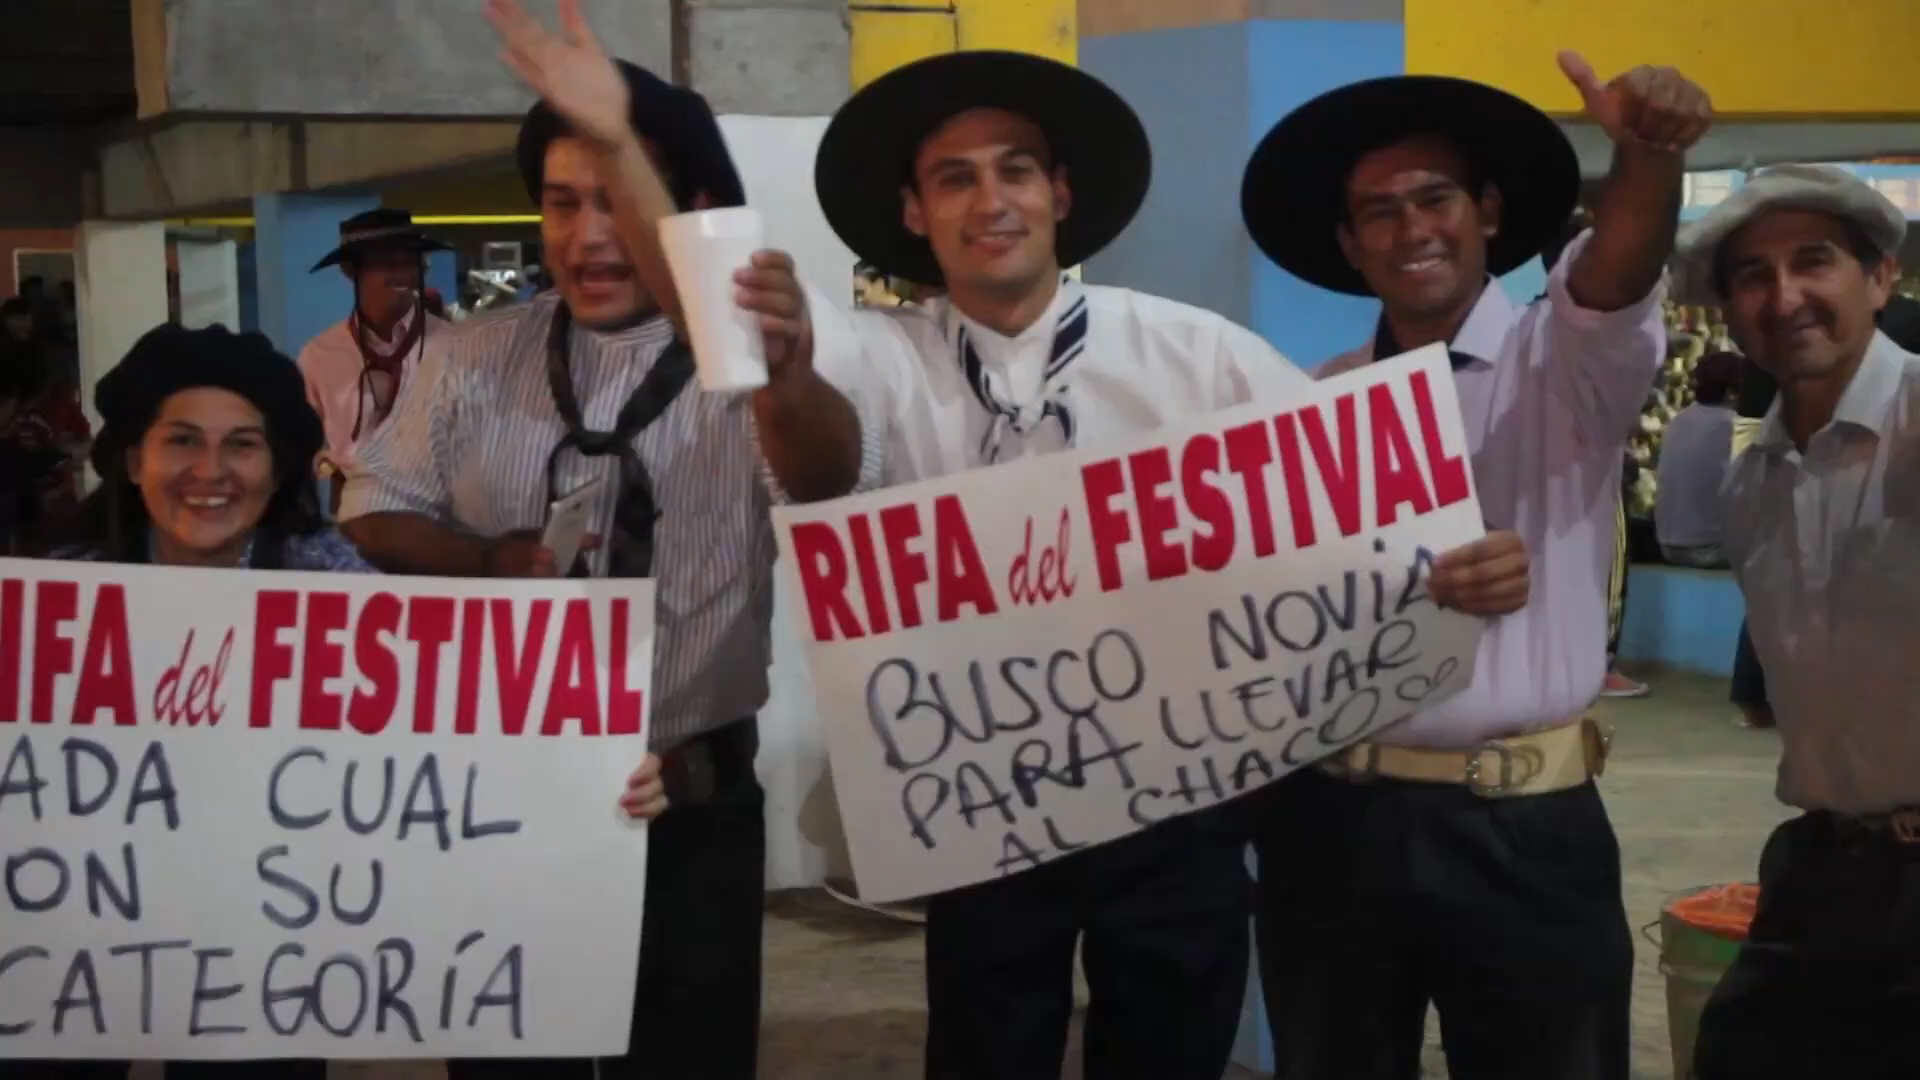 IFA del FESTIVAL
ADA CUAL
ON SU
CATEGORÍA
RIFA del FESTIVAL
BUSCO NOVIA
PARA LLEVAR
AL CHACO